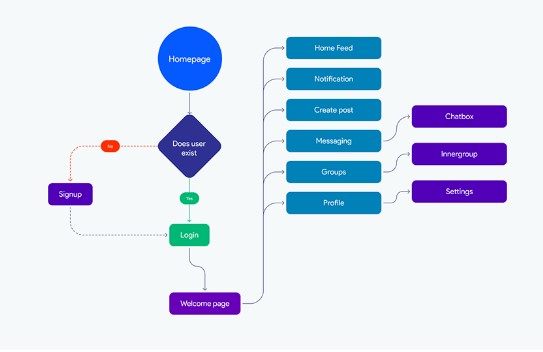 Homepage
Does user
exist
No
Yes
Signup
Login
Welcome page
Home Feed
Notification
Create post
Messaging
Groups
Profile
Chatbox
Innergroup
Settings